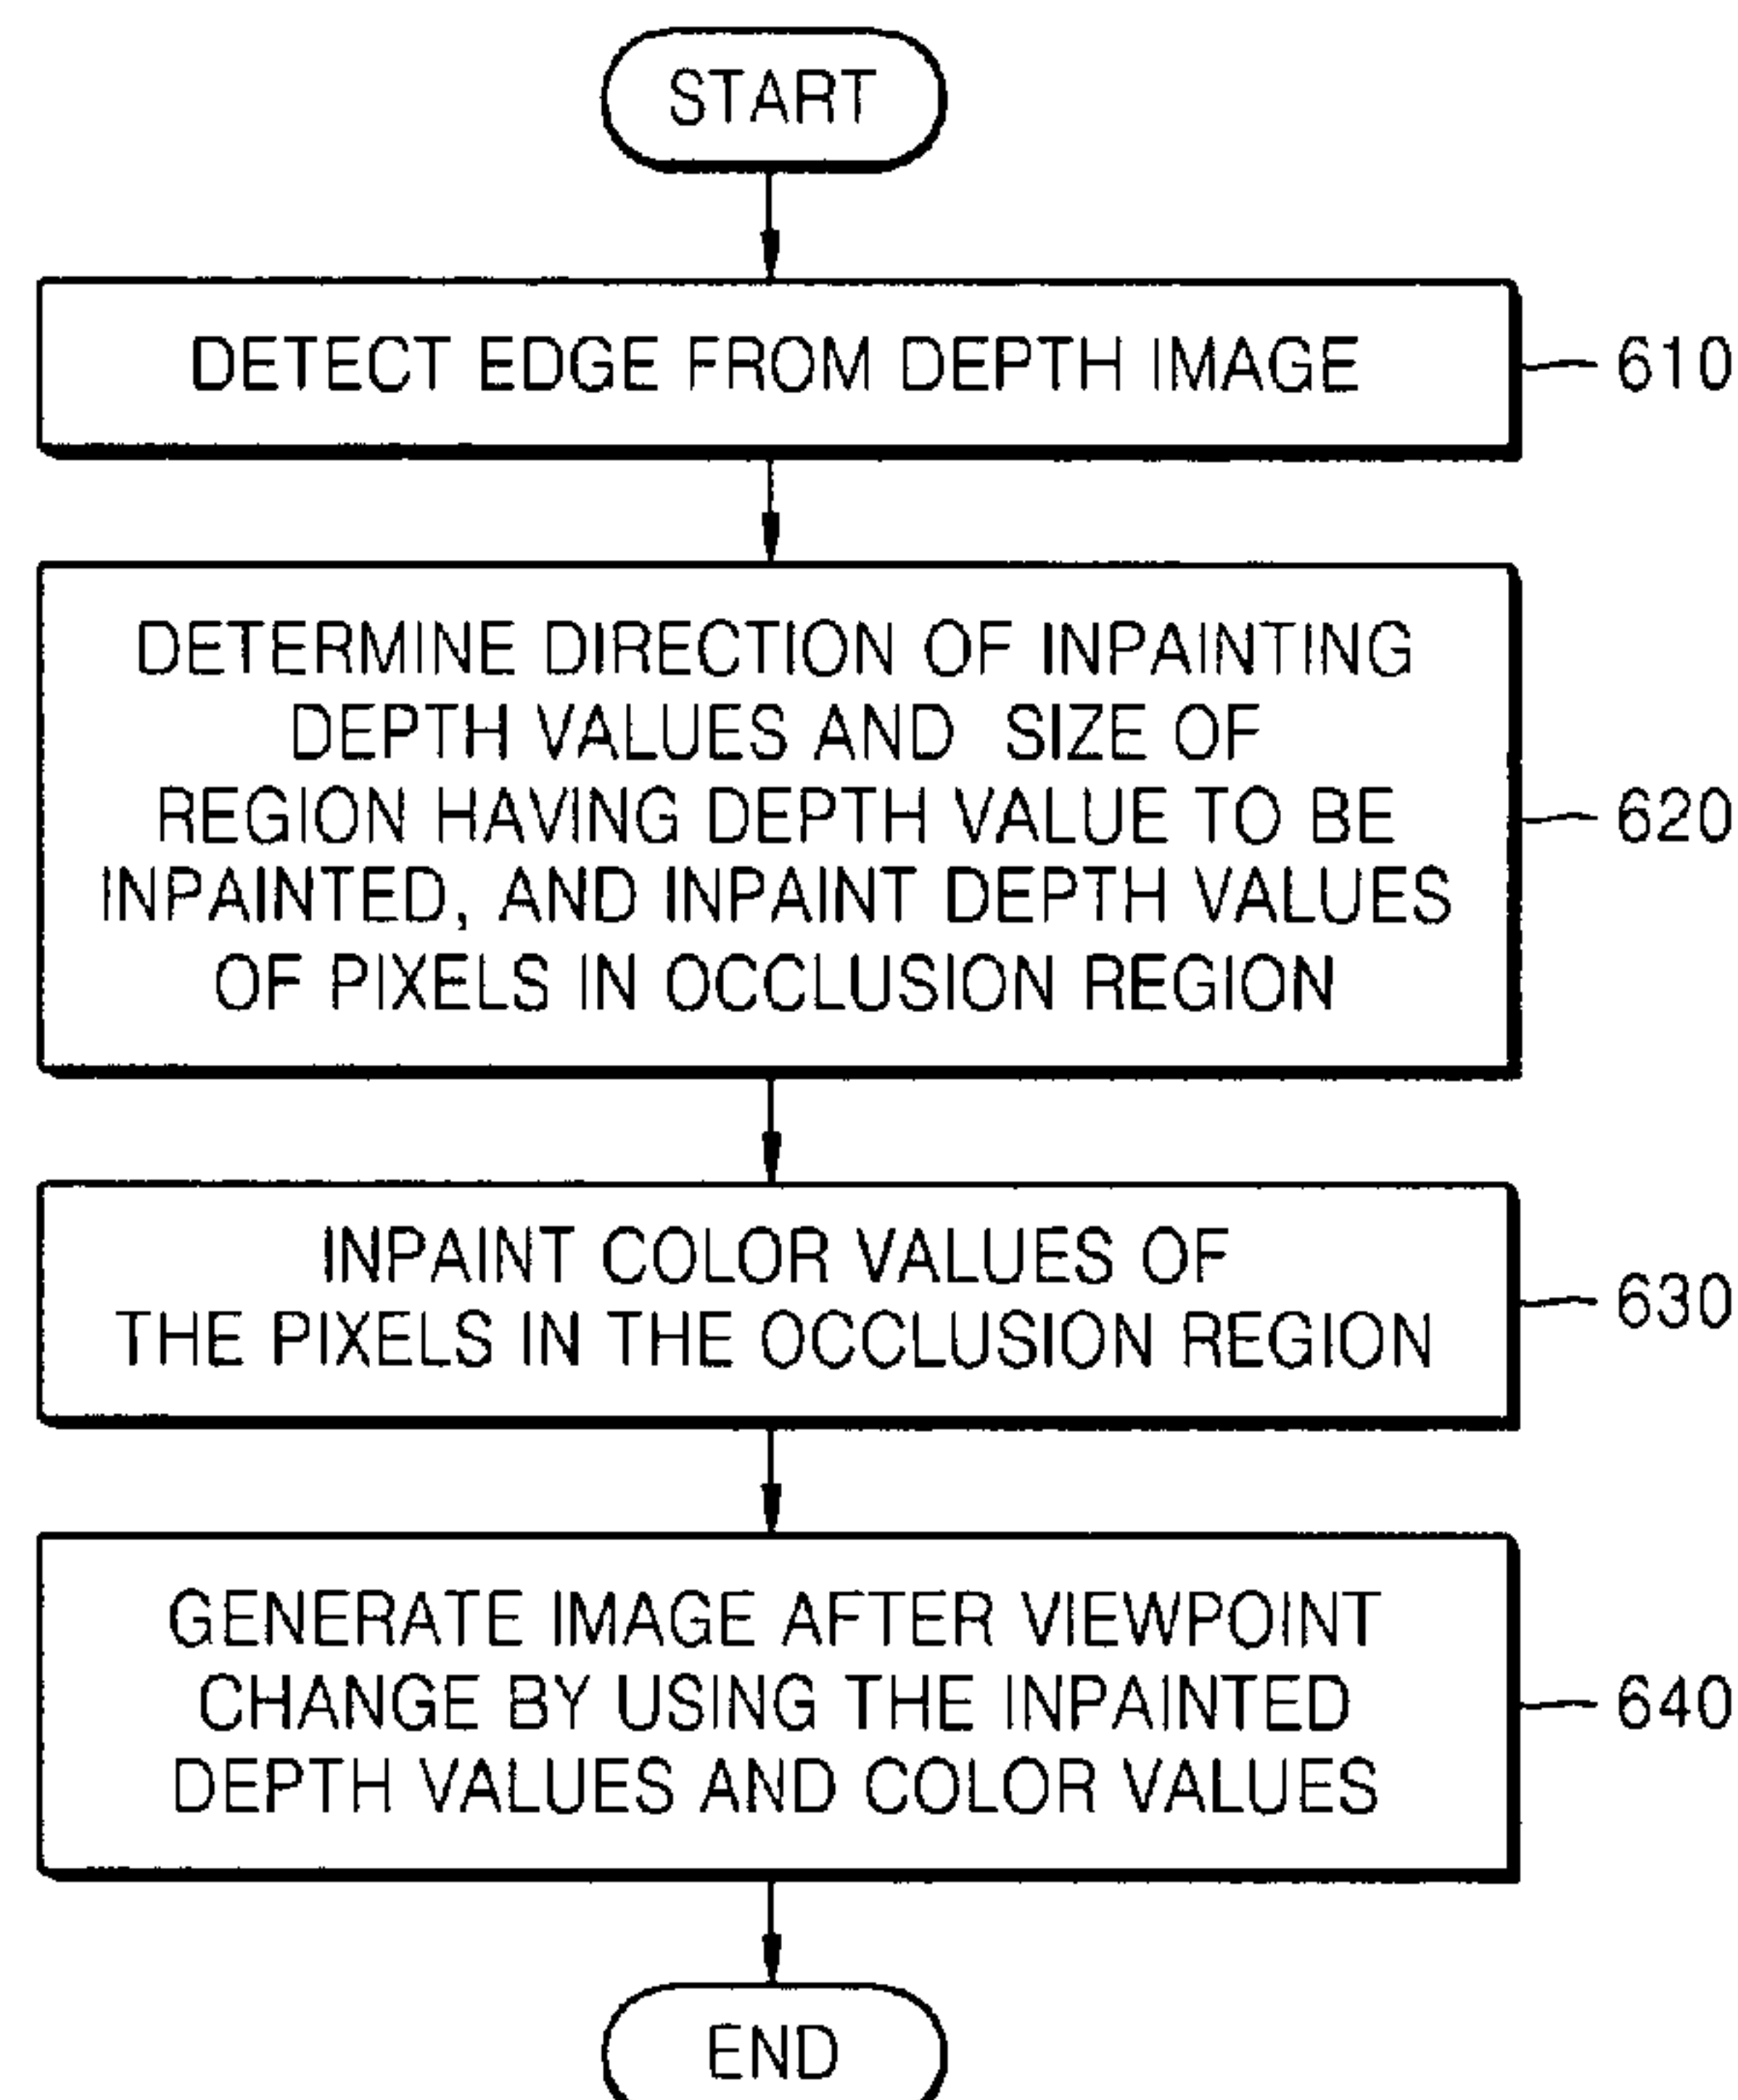 START
DETECT EDGE FROM DEPTH IMAGE
610
DETERMINE DIRECTION OF INPAINTING
DEPTH VALUES AND SIZE OF
REGION HAVING DEPTH VALUE TO BE
INPAINTED, AND INPAINT DEPTH VALUES
OF PIXELS IN OCCLUSION REGION
620
INPAINT COLOR VALUES OF
THE PIXELS IN THE OCCLUSION REGION
630
GENERATE IMAGE AFTER VIEWPOINT
CHANGE BY USING THE INPAINTED
DEPTH VALUES AND COLOR VALUES
640
END